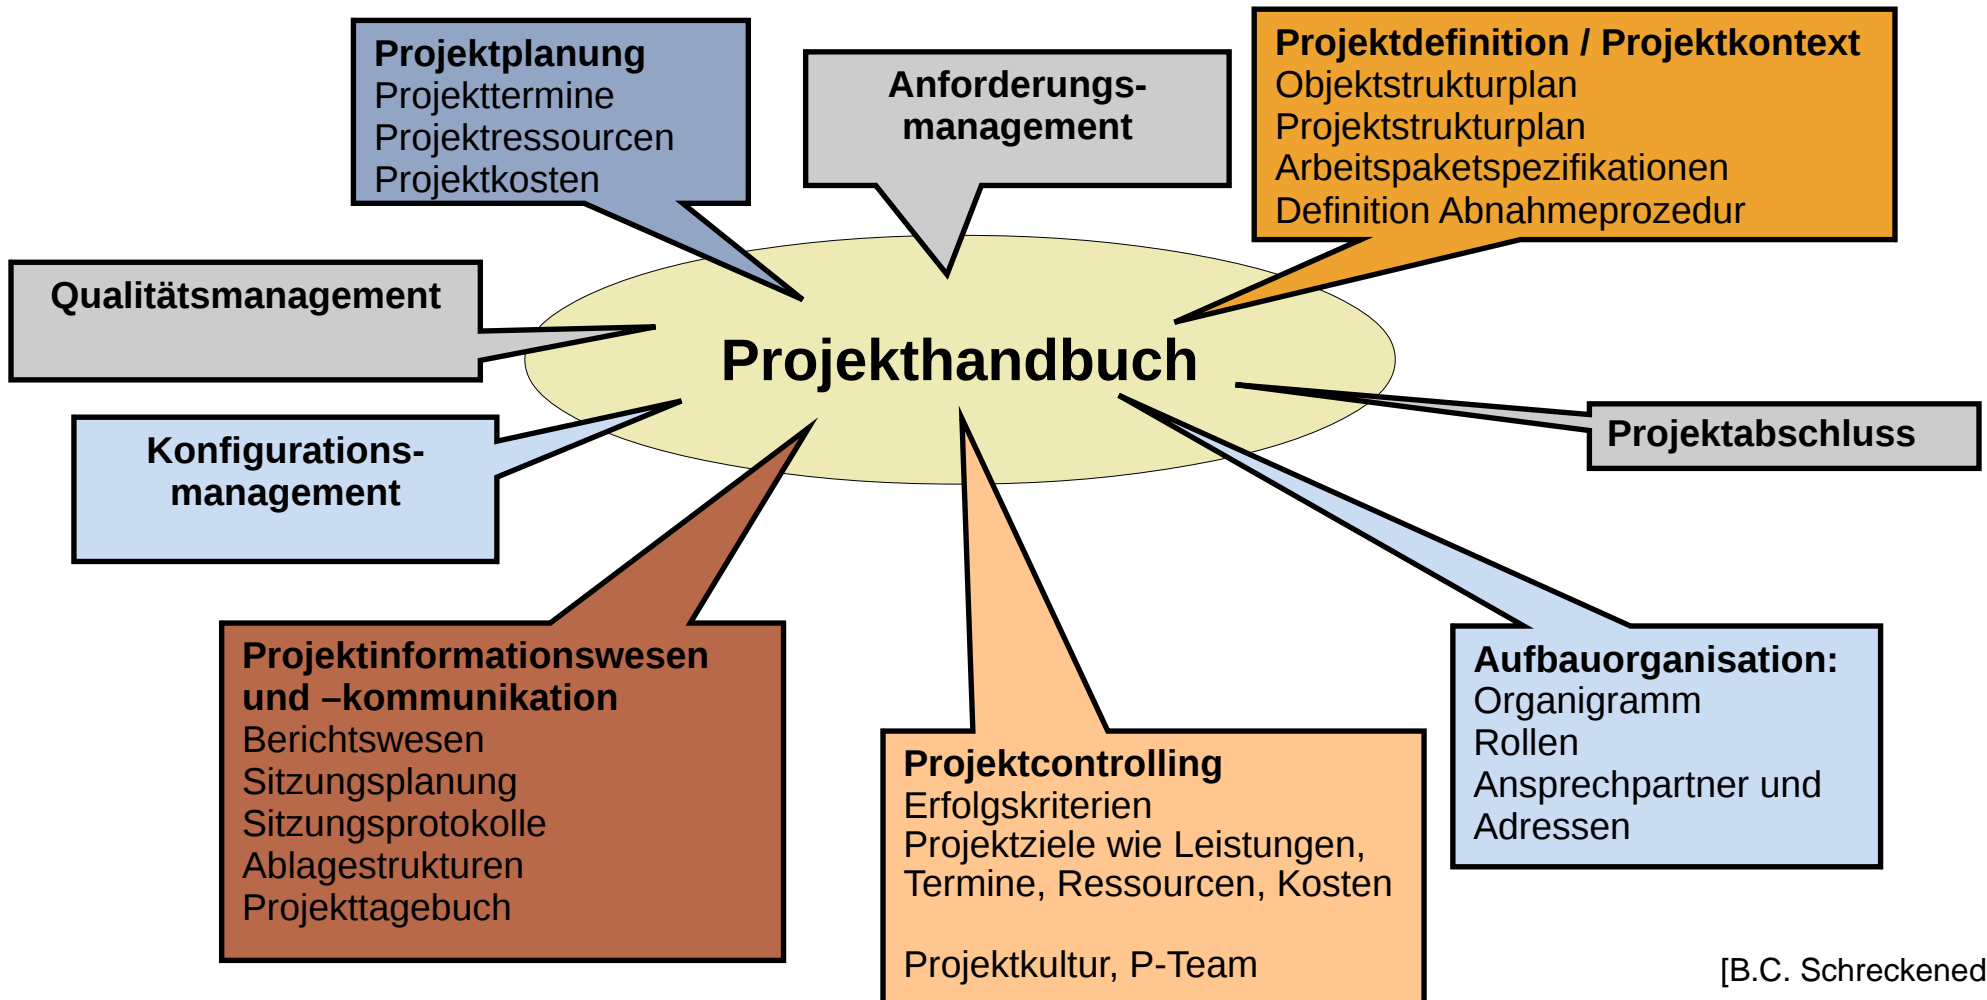 Projektplanung
Projekttermine
Projektressourcen
Projektkosten
Anforderungs-
management
Projektdefinition / Projektkontext
Objektstrukturplan
Projektstrukturplan
Arbeitspaketspezifikationen
Definition Abnahmeprozedur
Qualitätsmanagement
Projekthandbuch
Konfigurations-
management
Projektabschluss
Projektinformationswesen
und –kommunikation
Berichtswesen
Sitzungsplanung
Sitzungsprotokolle
Ablagestrukturen
Projekttagebuch
Projektcontrolling
Erfolgskriterien
Projektziele wie Leistungen,
Termine, Ressourcen, Kosten
Projektkultur, P-Team
Aufbauorganisation:
Organigramm
Rollen
Ansprechpartner und
Adressen
[B.C. Schreckened